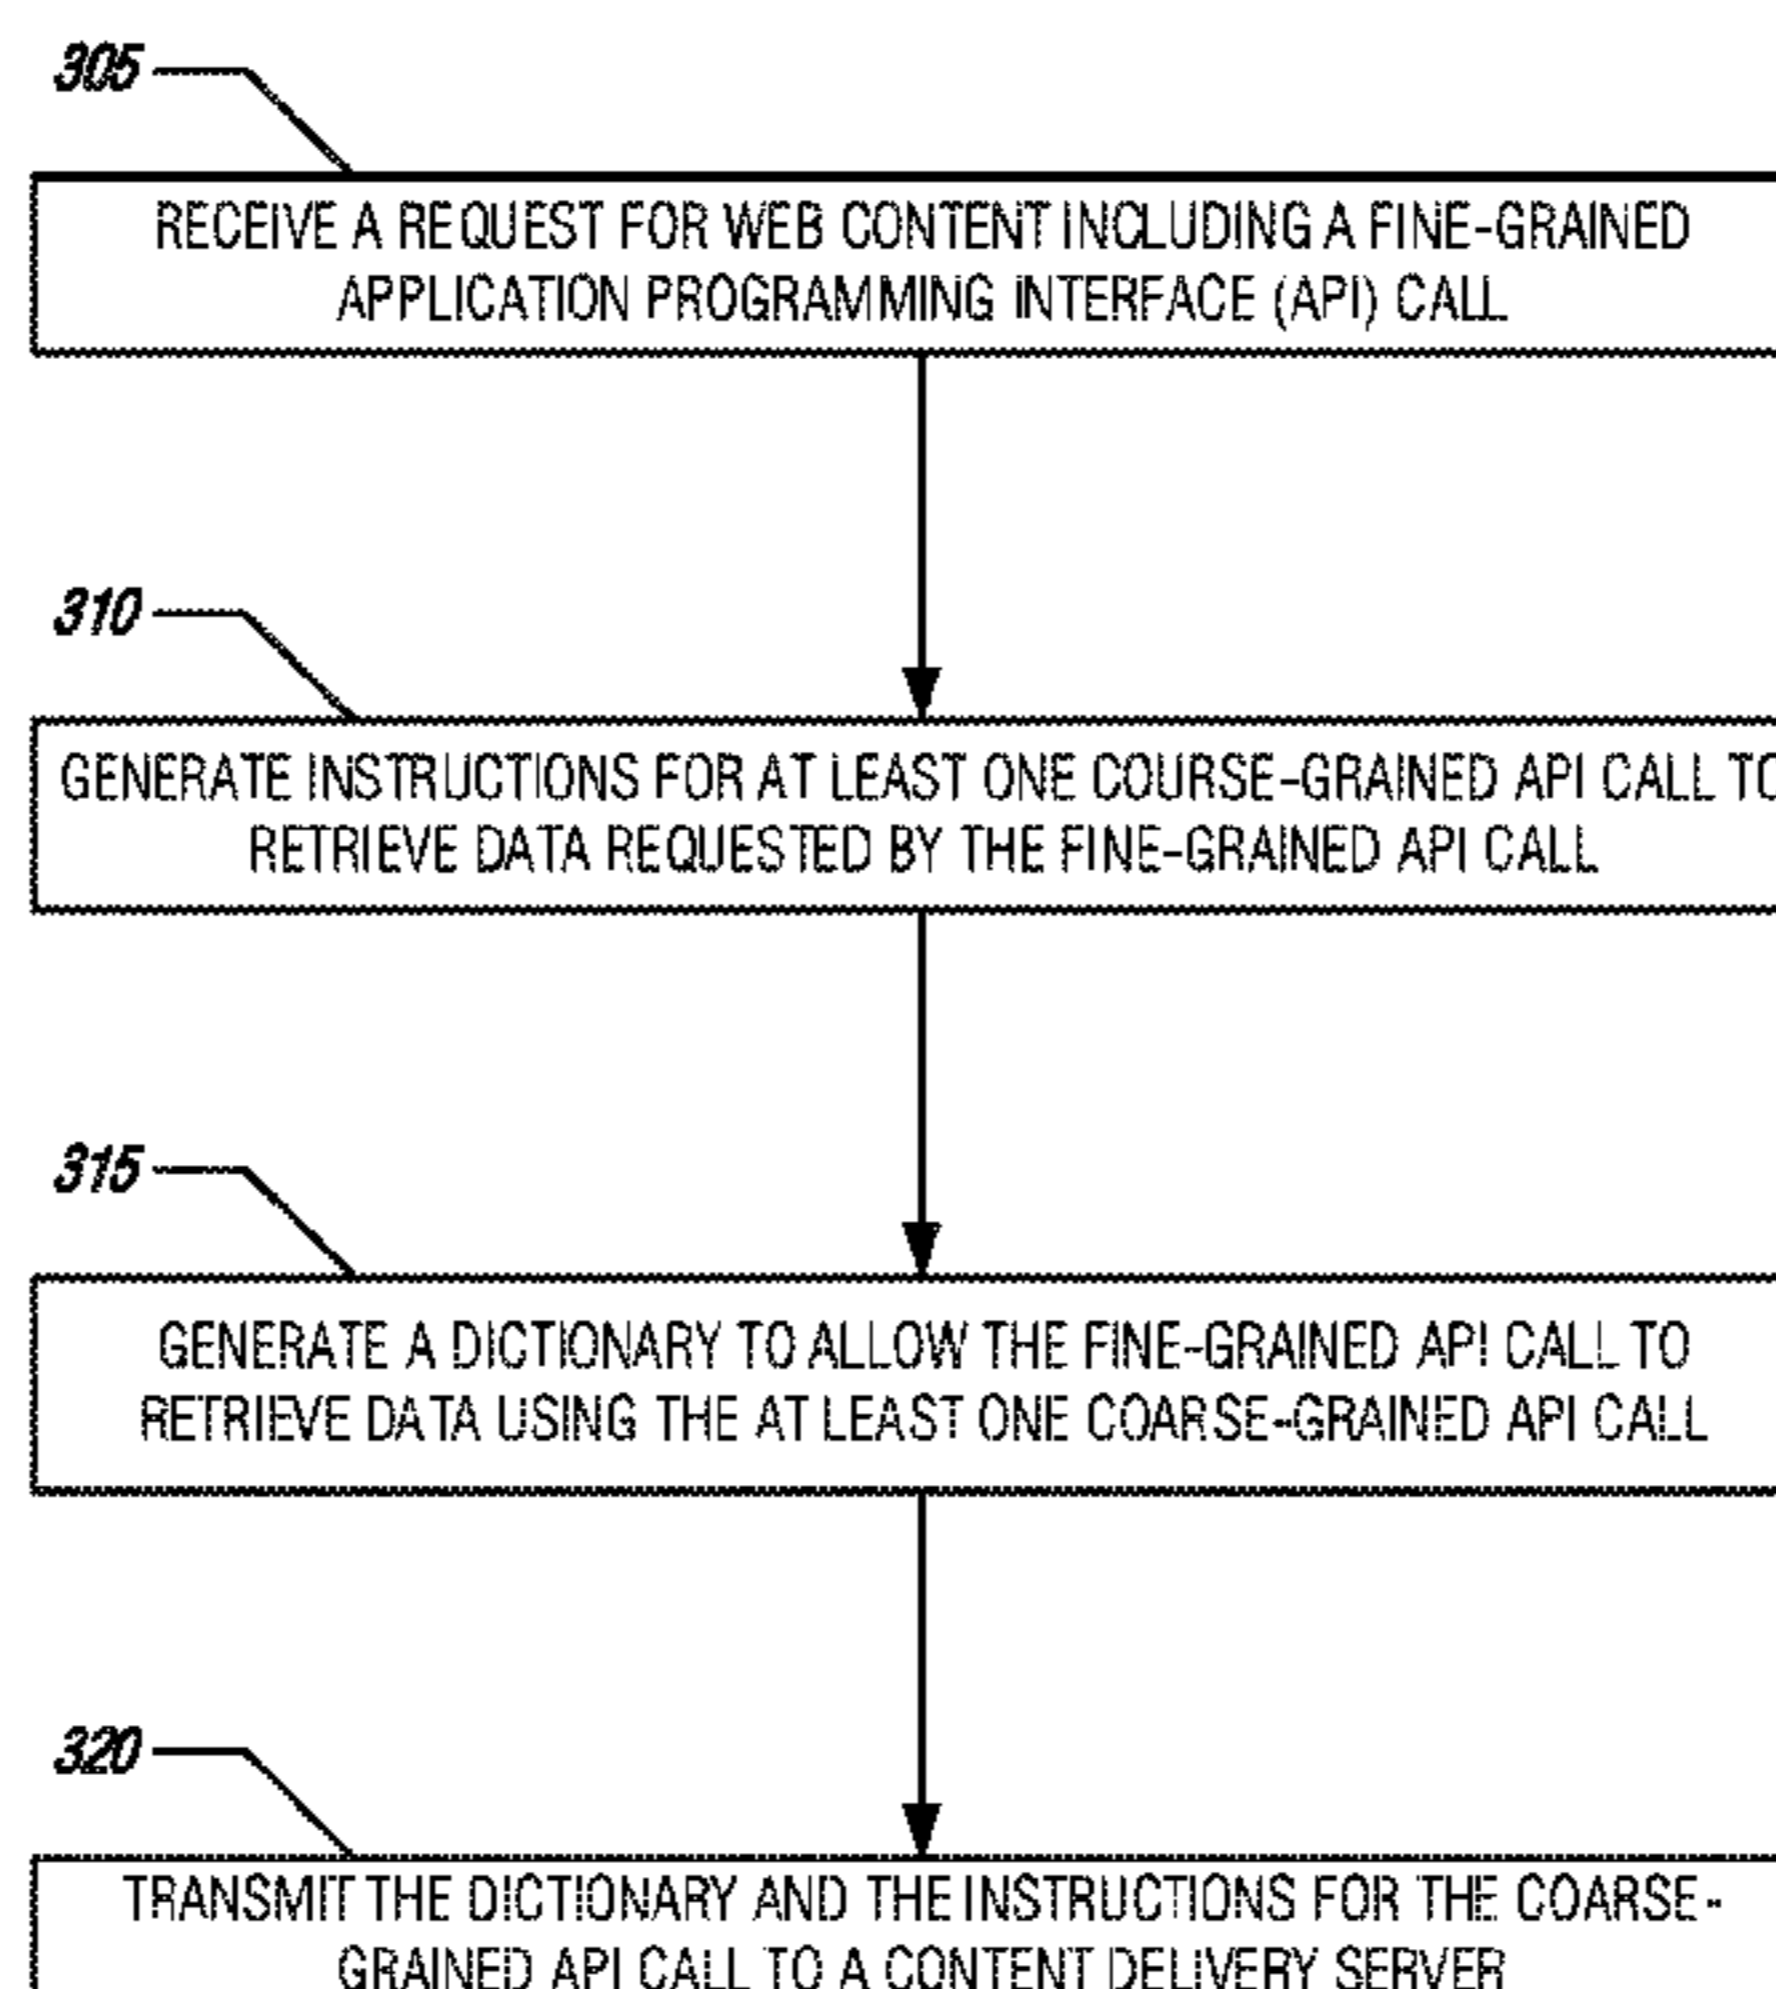 305
RECEIVE A REQUEST FOR WEB CONTENT INCLUDING A FINE-GRAINED
APPLICATION PROGRAMMING INTERFACE (API) CALL
310
GENERATE INSTRUCTIONS FOR AT LEAST ONE COURSE-GRAINED API CALL TO
RETRIEVE DATA REQUESTED BY THE FINE-GRAINED API CALL
315
GENERATE A DICTIONARY TO ALLOW THE FINE-GRAINED API CALL TO
RETRIEVE DATA USING THE AT LEAST ONE COARSE-GRAINED API CALL
320
TRANSMIT THE DICTIONARY AND THE INSTRUCTIONS FOR THE COARSE-
GRAINED API CALL TO A CONTENT DELIVERY SERVER